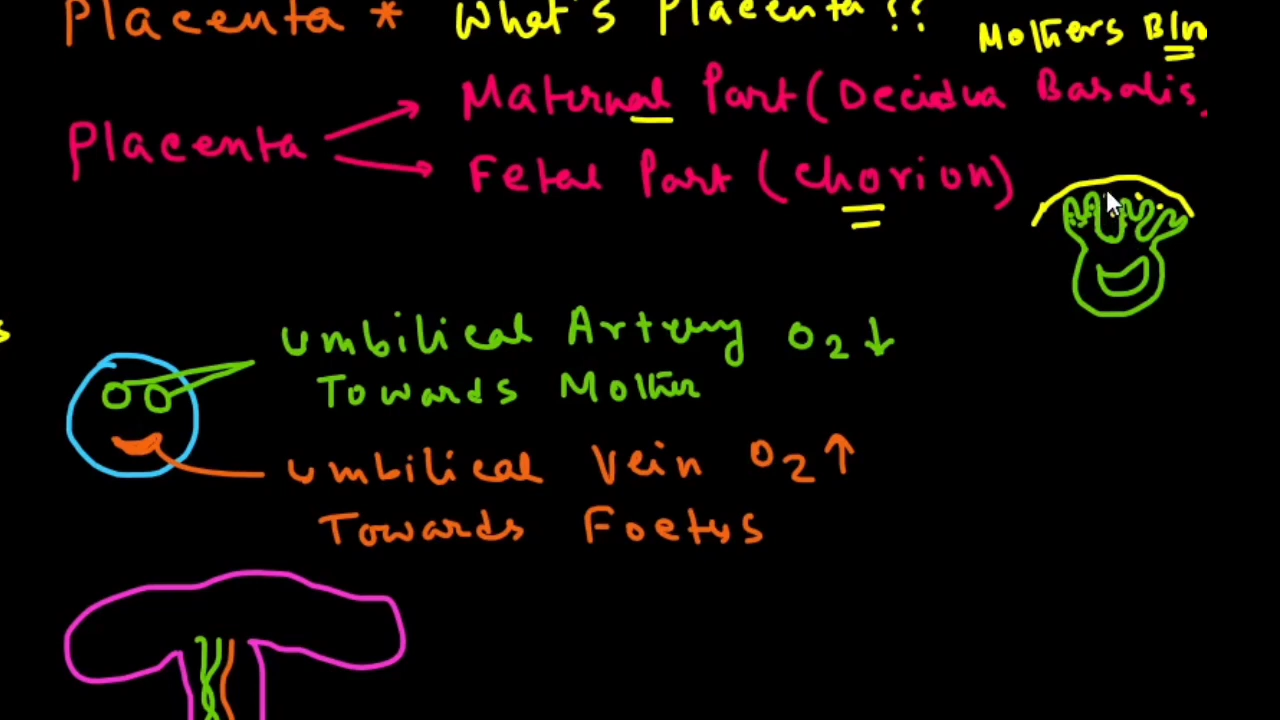 Placenta * What's Placenta??
Mothers Bln
Placenta
Maternal Part (Decidua Basalis.
Fetal Part (chorion)
umbilical Artery O2↓
Towards Mother
umbilical Vein O2↑
Towards Foetus